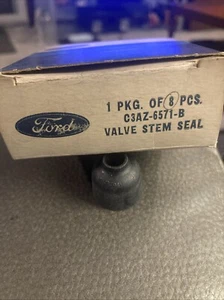 1 PKG. OF 8 PCS.
C3AZ-6571-B
Ford
VALVE STEM SEAL